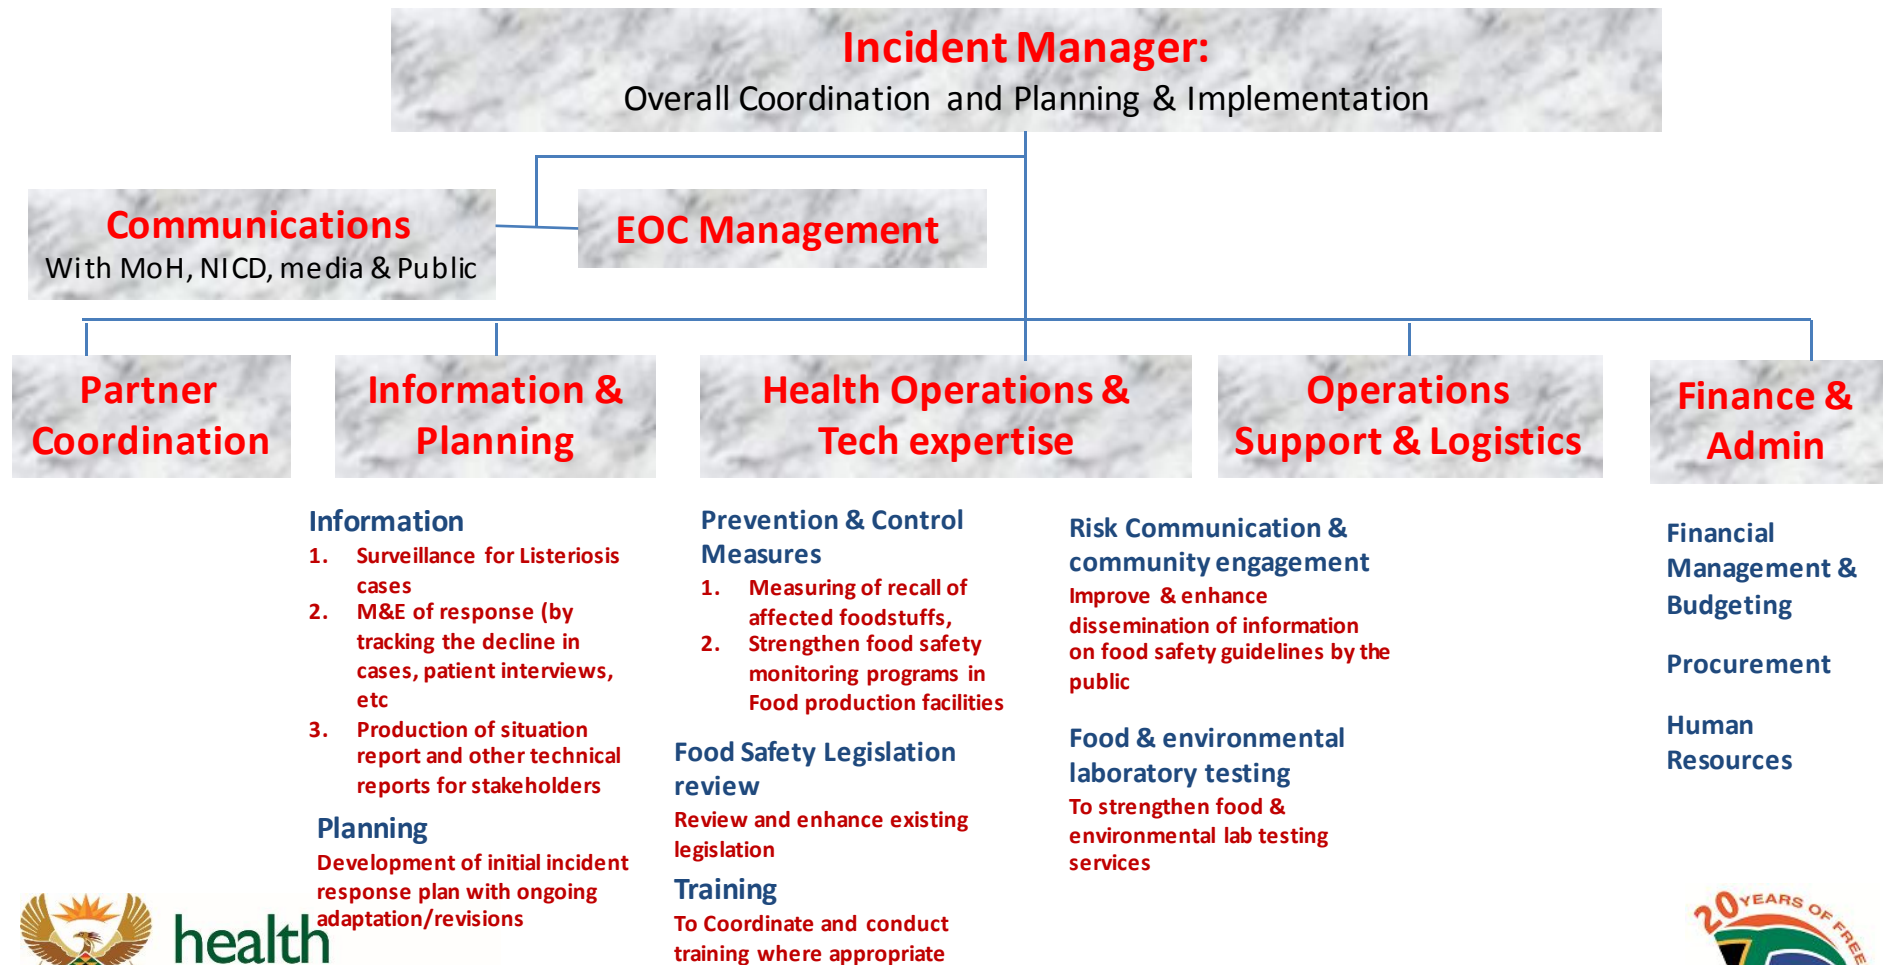 Incident Manager:
Overall Coordination and Planning & Implementation
Communications
With MoH, NICD, media & Public
EOC Management
Partner
Coordination
Information &
Planning
Health Operations &
Tech expertise
Operations
Support & Logistics
Finance &
Admin
Information
1. Surveillance for Listeriosis
cases
2. M&E of response (by
tracking the decline in
cases, patient interviews,
etc
3. Production of situation
report and other technical
reports for stakeholders
Planning
Development of initial incident
response plan with ongoing
adaptation/revisions
Prevention & Control
Measures
1. Measuring of recall of
affected foodstuffs,
2. Strengthen food safety
monitoring programs in
Food production facilities
Food Safety Legislation
review
Review and enhance existing
legislation
Training
To Coordinate and conduct
training where appropriate
Risk Communication &
community engagement
Improve & enhance
dissemination of information
on food safety guidelines by the
public
Food & environmental
laboratory testing
To strengthen food &
environmental lab testing
services
Financial
Management &
Budgeting
Procurement
Human
Resources
health
20 YEARS OF FREE